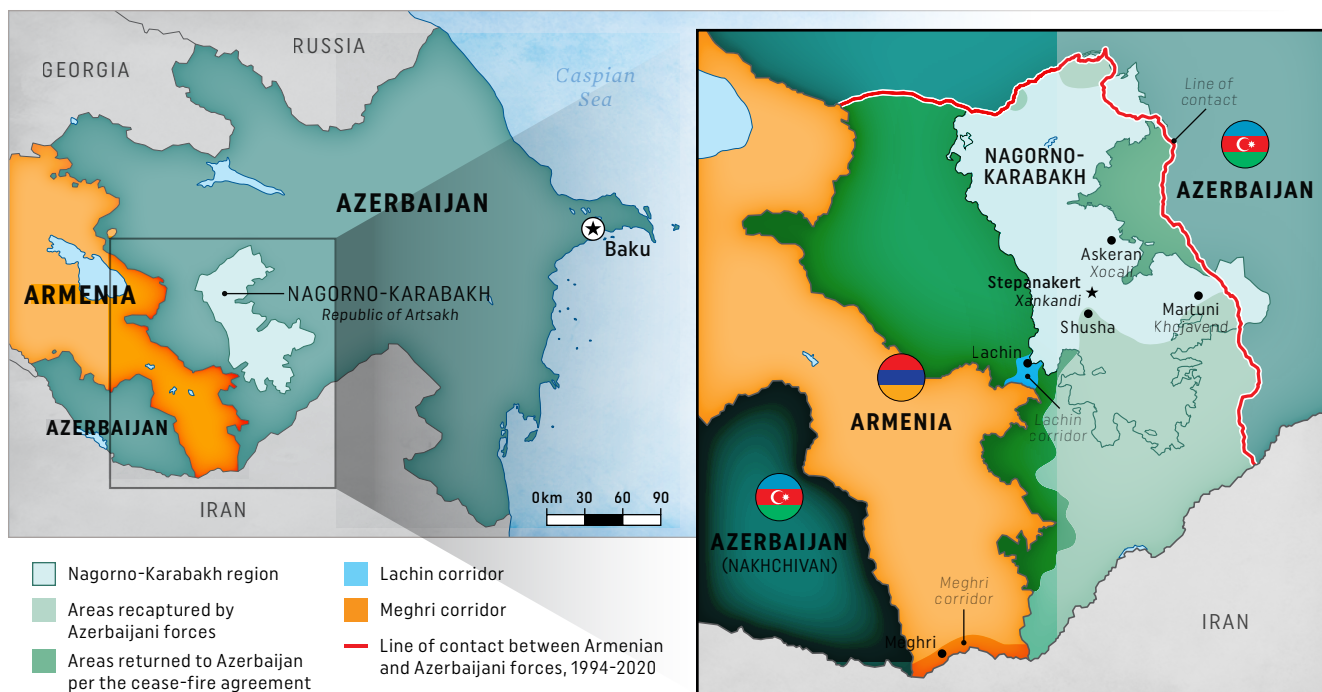 RUSSIA
GEORGIA
Caspian
Sea
AZERBAIJAN
Baku
ARMENIA
NAGORNO-KARABAKH
Republic of Artsakh
AZERBAIJAN
IRAN
0km 30 60 90
Nagorno-Karabakh region
Areas recaptured by
Azerbaijani forces
Areas returned to Azerbaijan
per the cease-fire agreement
Lachin corridor
Meghri corridor
Line of contact between Armenian
and Azerbaijani forces, 1994-2020
Line of
contact
NAGORNO-
KARABAKH
AZERBAIJAN
Askeran
Xocali
Stepanakert
Xankandi
Martuni
Khojavend
Shusha
Lachin
Lachin
corridor
ARMENIA
AZERBAIJAN
(NAKHCHIVAN)
Meghri
corridor
Meghri
IRAN